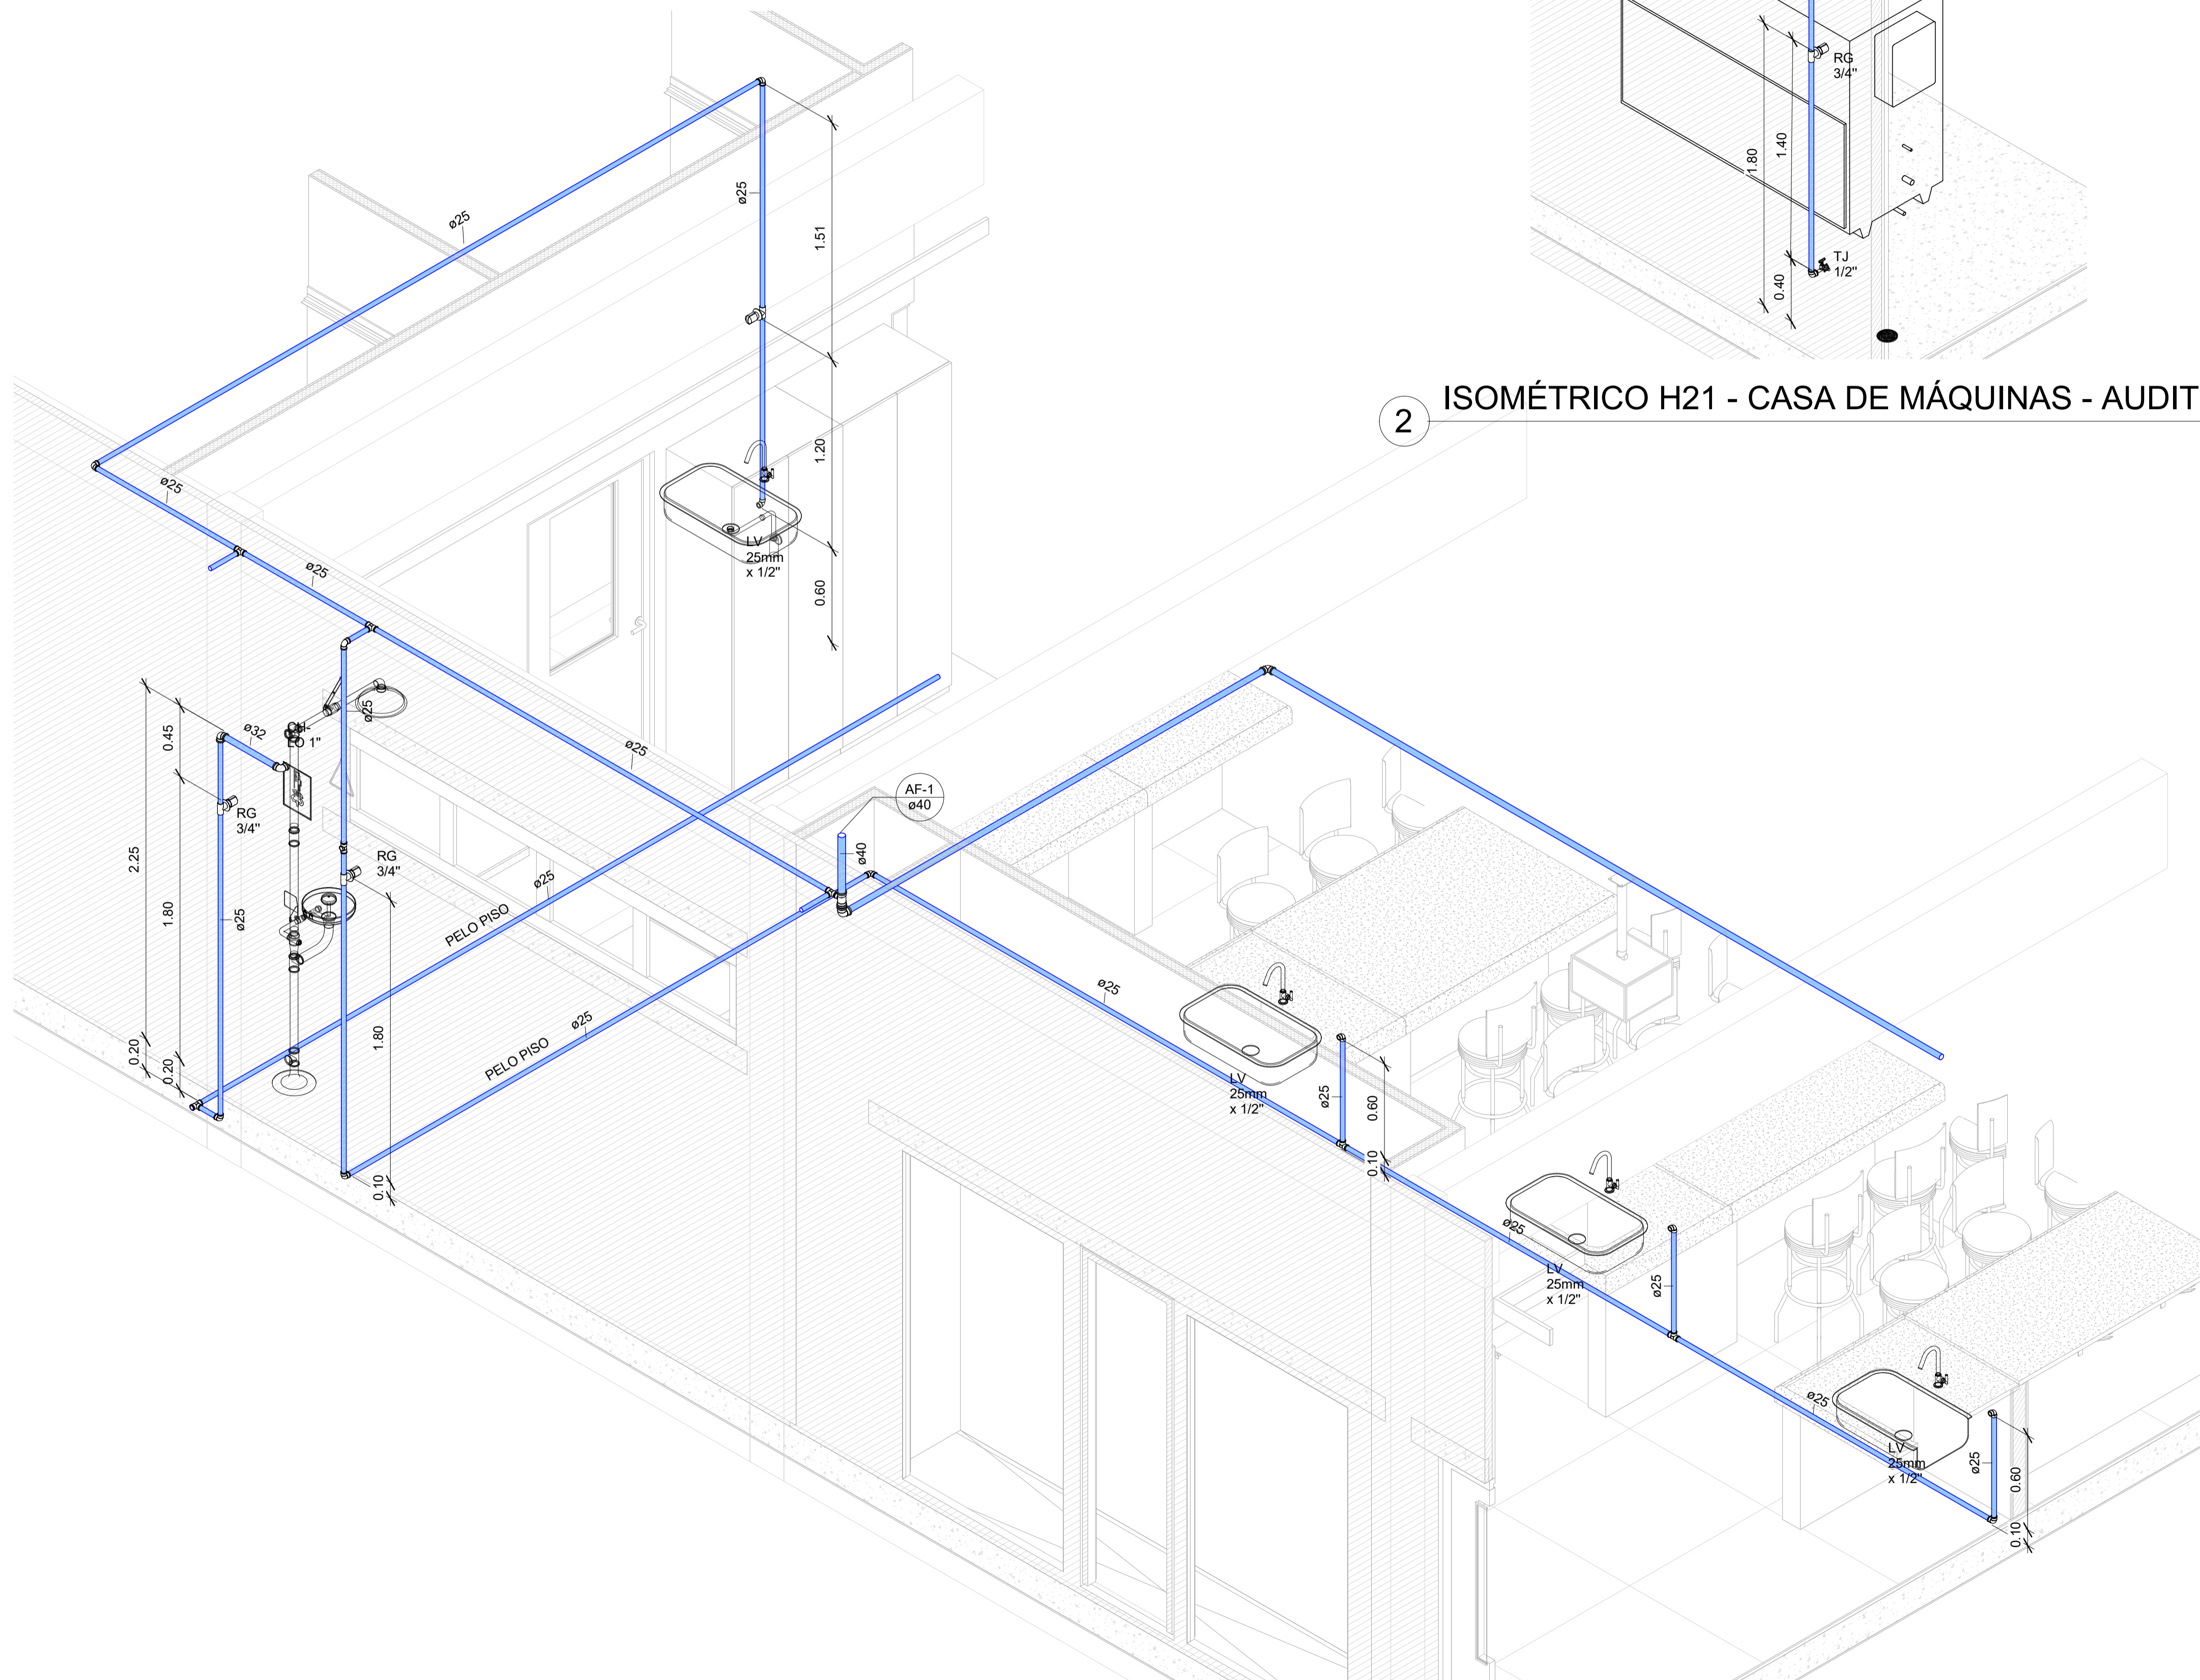 RG
3/4"
1.80
1.40
0.40
TJ
1/2"
2
ISOMÉTRICO H21 - CASA DE MÁQUINAS - AUDIT
ø25
ø25
1.51
1.20
0.60
LV
25mm
x 1/2"
ø25
ø25
ø25
ø25
AF-1
ø40
ø40
2.25
0.45
1.80
0.20
0.20
ø32
LO 1"
RG
3/4"
ø25
RG
3/4"
1.80
0.10
PELO PISO
ø25
PELO PISO
ø25
ø25
LV
25mm
x 1/2"
ø25
0.60
0.10
ø25
LV
25mm
x 1/2"
ø25
ø25
LV
25mm
x 1/2"
ø25
0.60
0.10